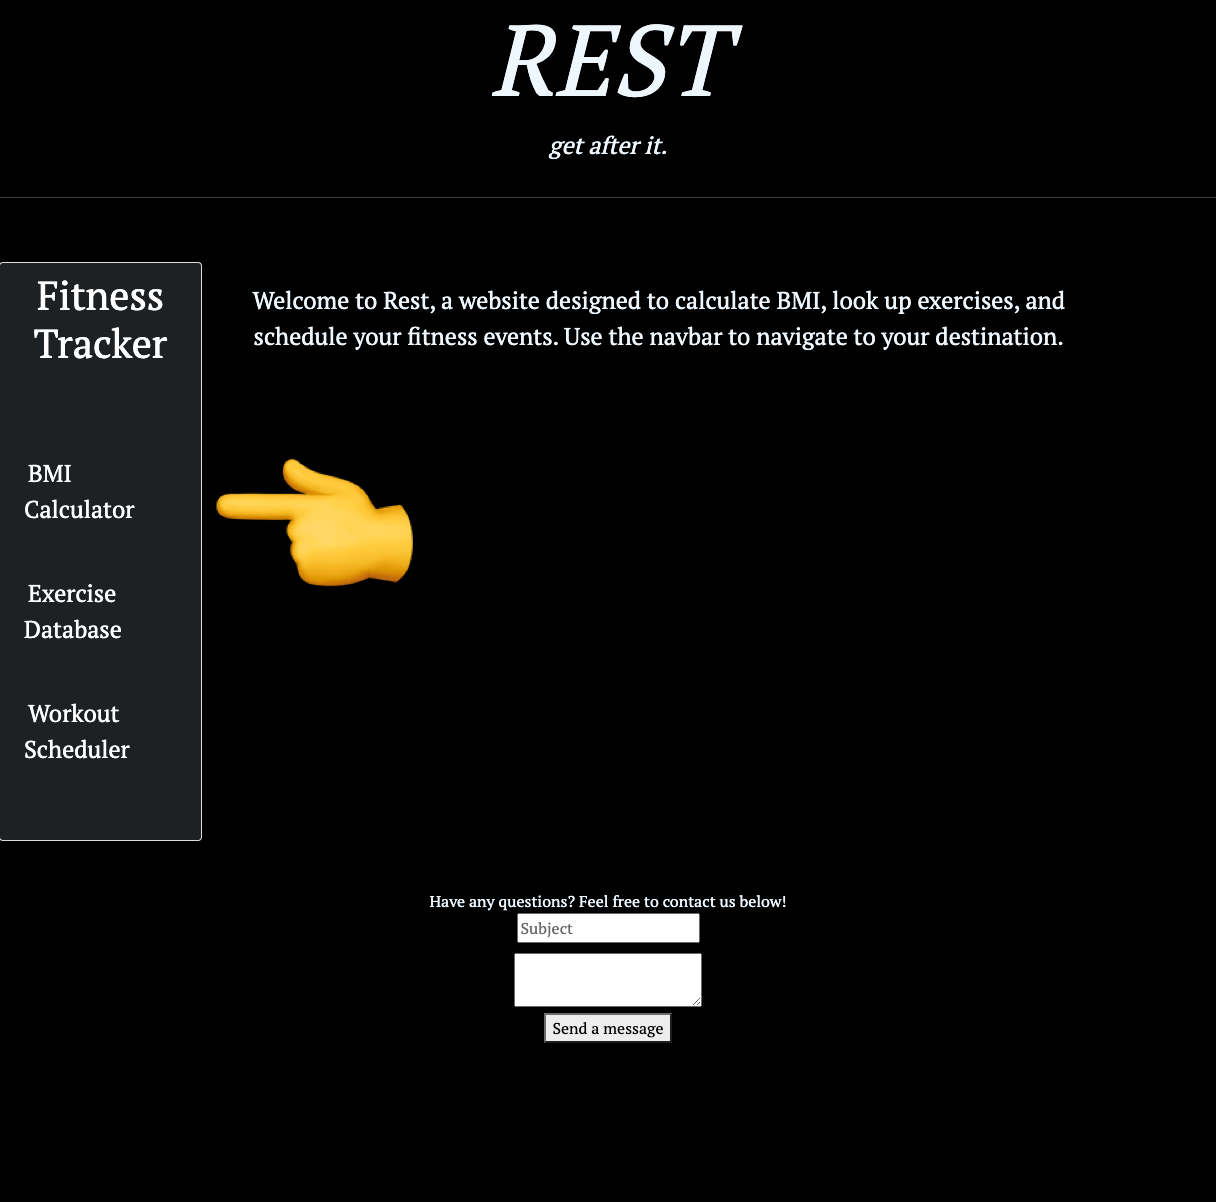 REST
get after it.
Fitness
Tracker
Welcome to Rest, a website designed to calculate BMI, look up exercises, and
schedule your fitness events. Use the navbar to navigate to your destination.
BMI
Calculator
Exercise
Database
Workout
Scheduler
Have any questions? Feel free to contact us below!
Subject
Send a message